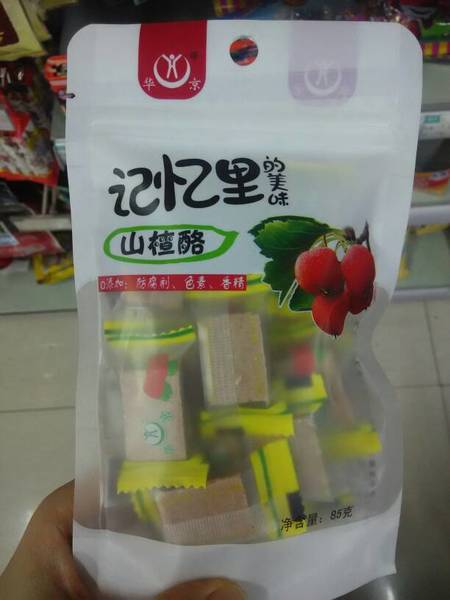 华京
记忆里的美味
山楂酪
0添加：防腐剂、色素、香精
净含量：85克